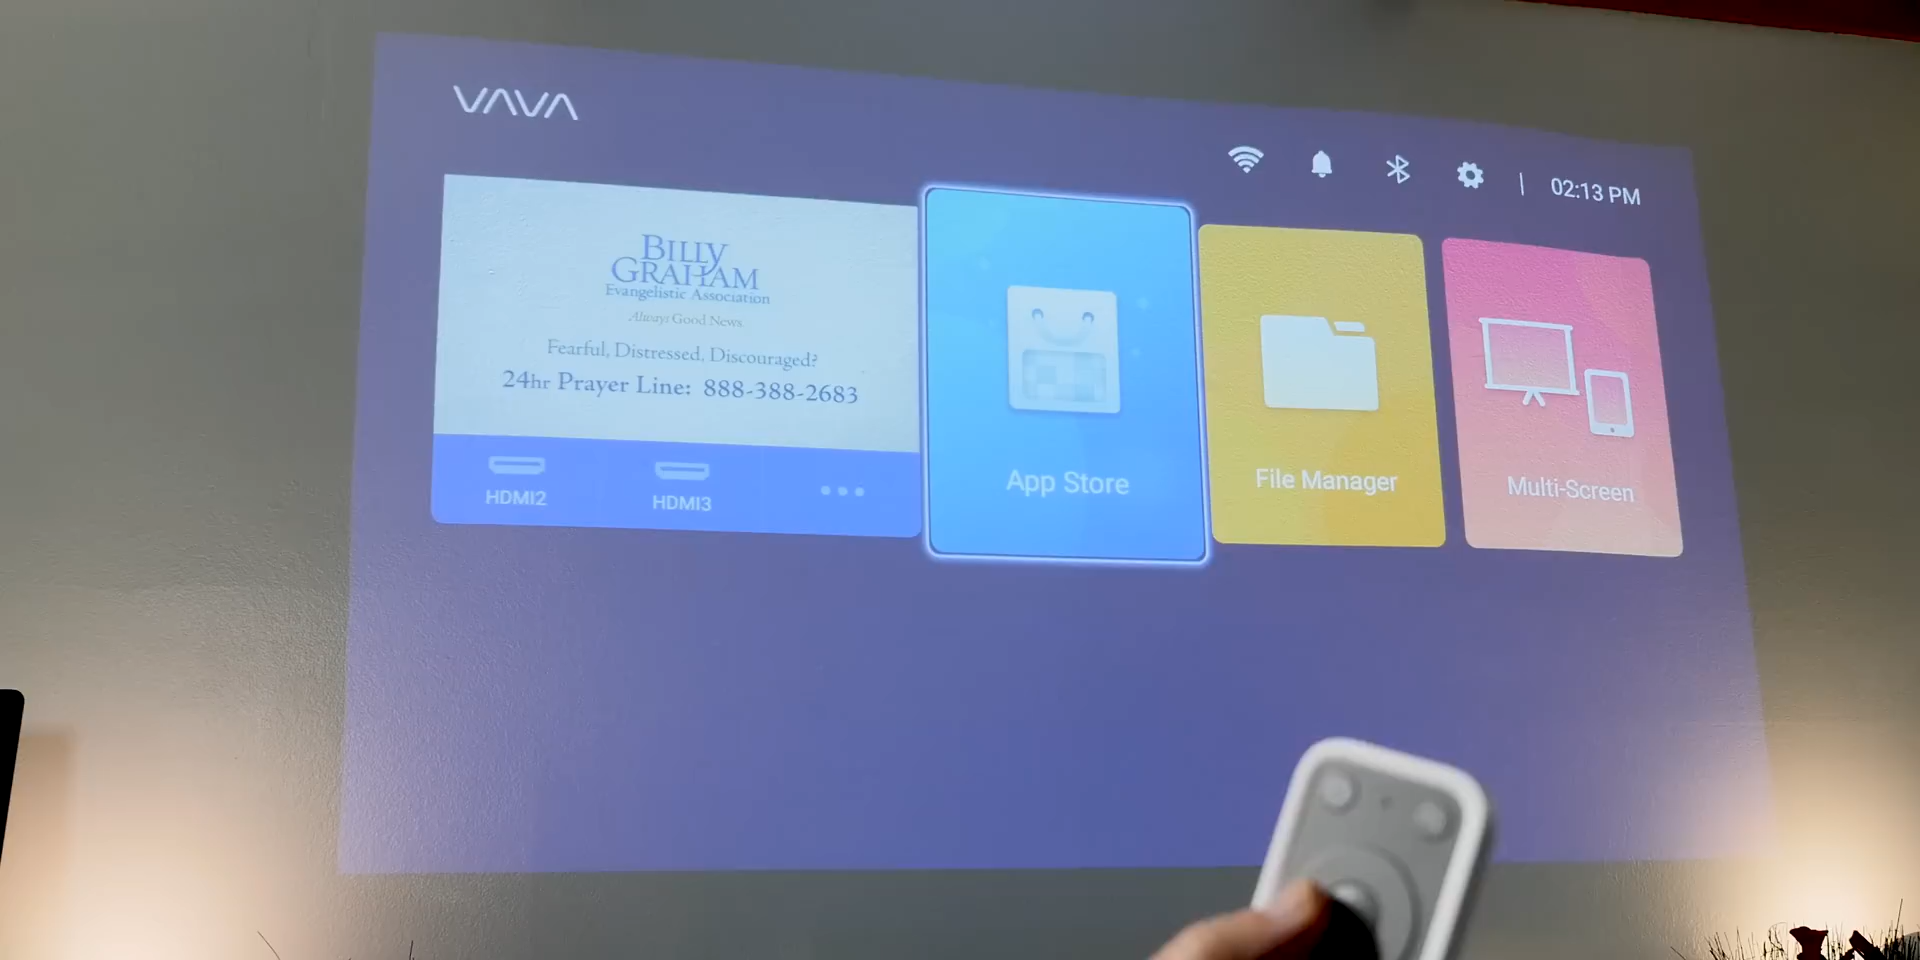 VAVA
02:13 PM
BILLY
GRAHAM
Evangelistic Association
Always Good News
Fearful, Distressed, Discouraged?
24hr Prayer Line: 888-388-2683
HDMI2
HDMI3
App Store
File Manager
Multi-Screen